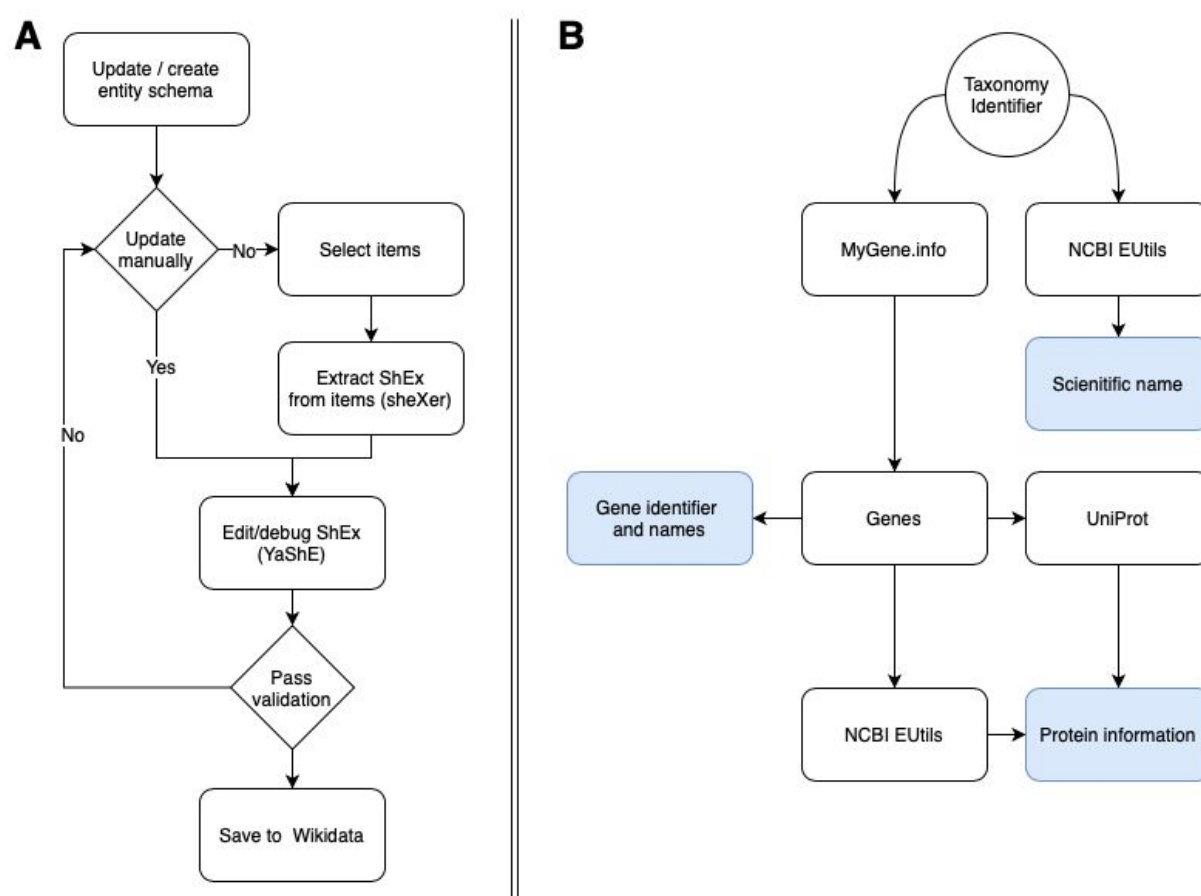 A
Update / create
entity schema
Update
manually
No
Select items
Yes
Extract ShEx
from items (sheXer)
No
Edit/debug ShEx
(YaShE)
Pass
validation
Save to Wikidata
B
Taxonomy
Identifier
MyGene.info
NCBI EUtils
Scienitific name
Gene identifier
and names
Genes
UniProt
NCBI EUtils
Protein information